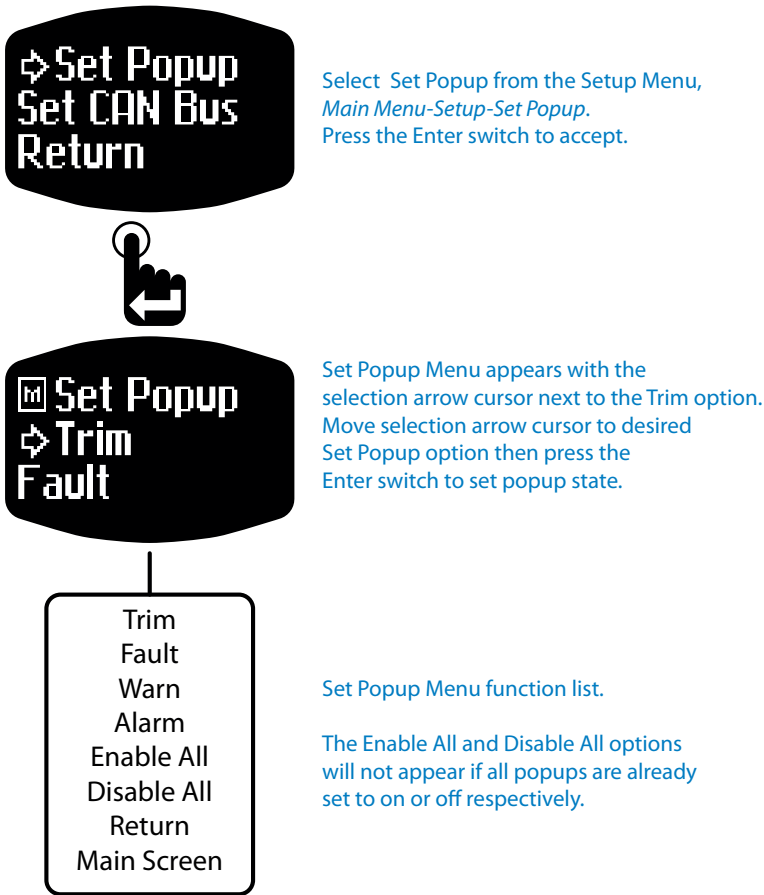 Set Popup
Set CAN Bus
Return
Select Set Popup from the Setup Menu,
Main Menu-Setup-Set Popup.
Press the Enter switch to accept.
Set Popup
Trim
Fault
Set Popup Menu appears with the
selection arrow cursor next to the Trim option.
Move selection arrow cursor to desired
Set Popup option then press the
Enter switch to set popup state.
Trim
Fault
Warn
Alarm
Enable All
Disable All
Return
Main Screen
Set Popup Menu function list.
The Enable All and Disable All options
will not appear if all popups are already
set to on or off respectively.